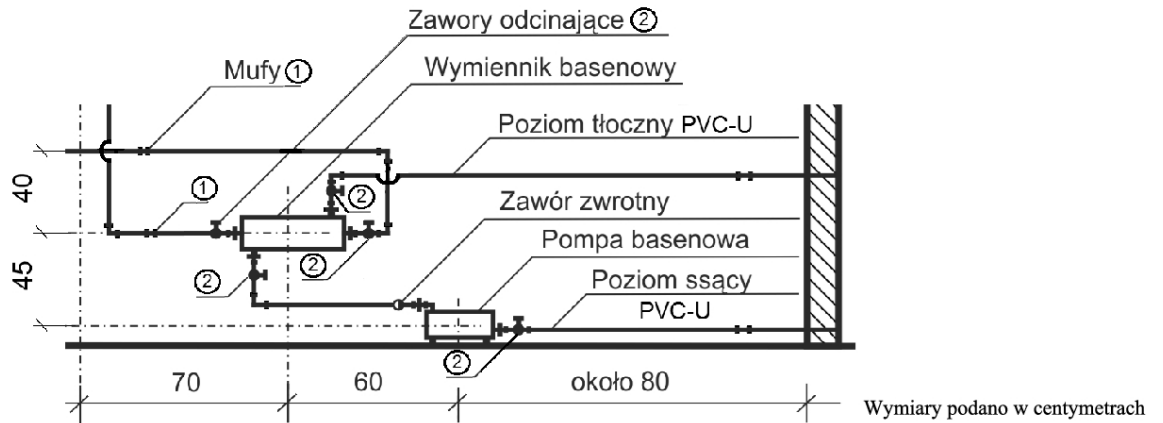 Zawory odcinające ②
Mufy ①
Wymiennik basenowy
Poziom tłoczny PVC-U
40
①
②
Zawór zwrotny
Pompa basenowa
45
②
②
Poziom ssący
PVC-U
②
70
60
około 80
Wymiary podano w centymetrach